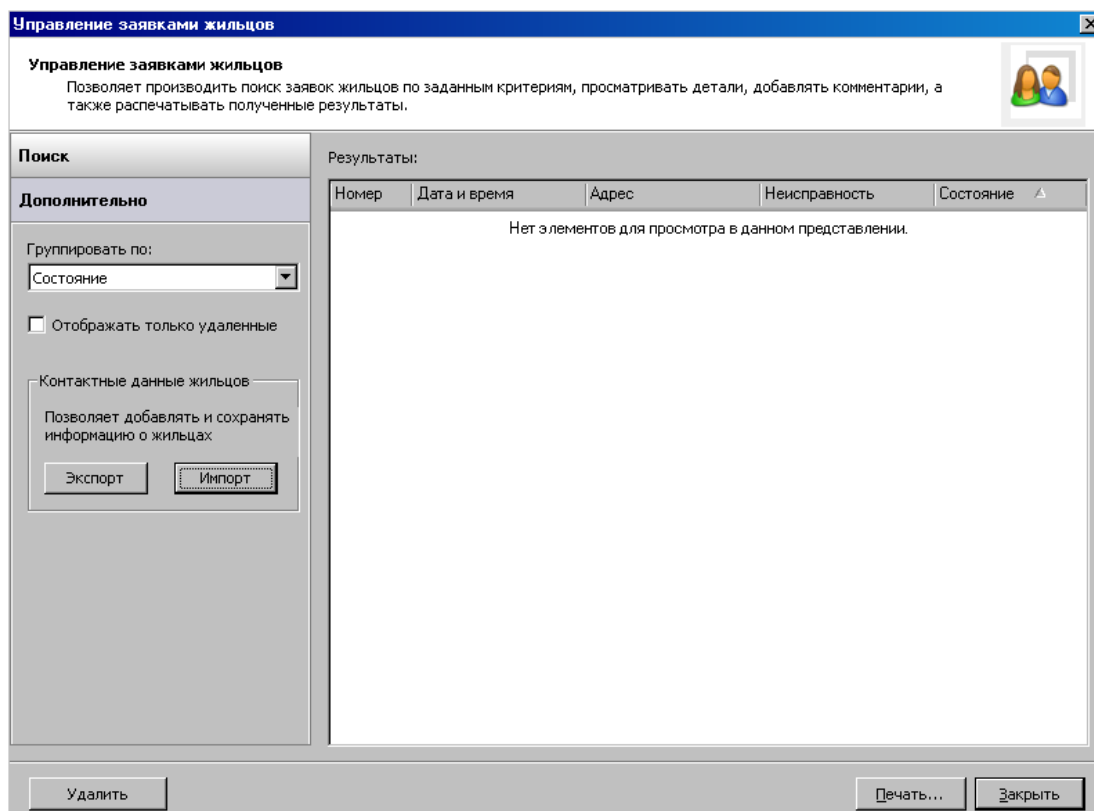 Управление заявками жильцов
Управление заявками жильцов
Позволяет производить поиск заявок жильцов по заданным критериям, просматривать детали, добавлять комментарии, а
также распечатывать полученные результаты.
Поиск
Дополнительно
Группировать по:
Состояние
Отображать только удаленные
Контактные данные жильцов
Позволяет добавлять и сохранять
информацию о жильцах
Экспорт
Импорт
Результаты:
Номер Дата и время Адрес Неисправность Состояние
Нет элементов для просмотра в данном представлении.
Удалить
Печать...
Закрыть